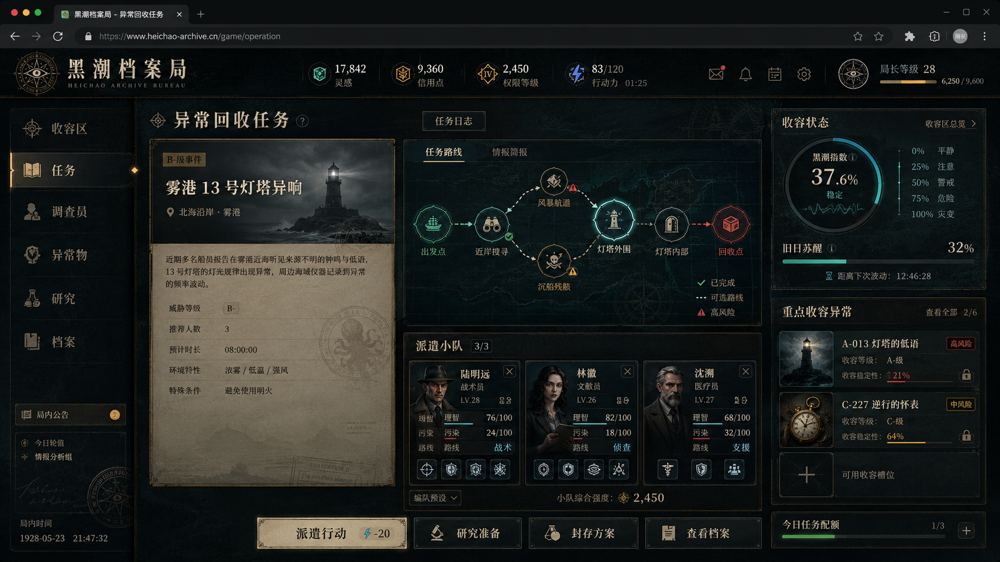 黑潮档案局 - 异常回收任务
https://www.heichao-archive.cn/game/operation
黑潮档案局
HEICHAO ARCHIVE BUREAU
17,842
灵感
9,360
信用点
IV
2,450
权限等级
83/120
行动力 01:25
局长等级 28
6,250 / 9,600
收容区
任务
调查员
异常物
研究
档案
局内公告
3
今日轮值
情报分析组
局内时间
1928-05-23 21:47:32
异常回收任务 ?
任务日志
B-级事件
雾港 13 号灯塔异响
北海沿岸 · 雾港
近期多名船员报告在雾港近海听见来源不明的钟鸣与低语，
13 号灯塔的灯光规律出现异常，周边海域仪器记录到异常
的频率波动。
威胁等级 B-
推荐人数 3
预计时长 08:00:00
环境特性 浓雾 / 低温 / 强风
特殊条件 避免使用明火
任务路线
情报简报
出发点
近岸搜寻
风暴航道
沉船残骸
灯塔外围
灯塔内部
回收点
已完成
可选路线
高风险
派遣小队 3/3
陆明远
战术员
LV.28
理智 76/100
污染 污染 24/100
路线 战术
林徽
文献员
LV.26
理智 82/100
污染 18/100
路线 侦查
沈溯
医疗员
LV.27
理智 68/100
污染 32/100
路线 支援
编队预设
小队综合强度： 2,450
派遣行动 -20
研究准备
封存方案
查看档案
收容状态
收容区总览
黑潮指数
37.6%
稳定
0% 平静
25% 注意
50% 警戒
75% 危险
100% 灾变
旧日苏醒
32%
距离下次波动： 12:46:28
重点收容异常
查看全部 2/6
A-013 灯塔的低语
高风险
收容等级： A-级
收容稳定性： 21%
C-227 逆行的怀表
中风险
收容等级： C-级
收容稳定性： 64%
可用收容槽位
今日任务配额
1/3